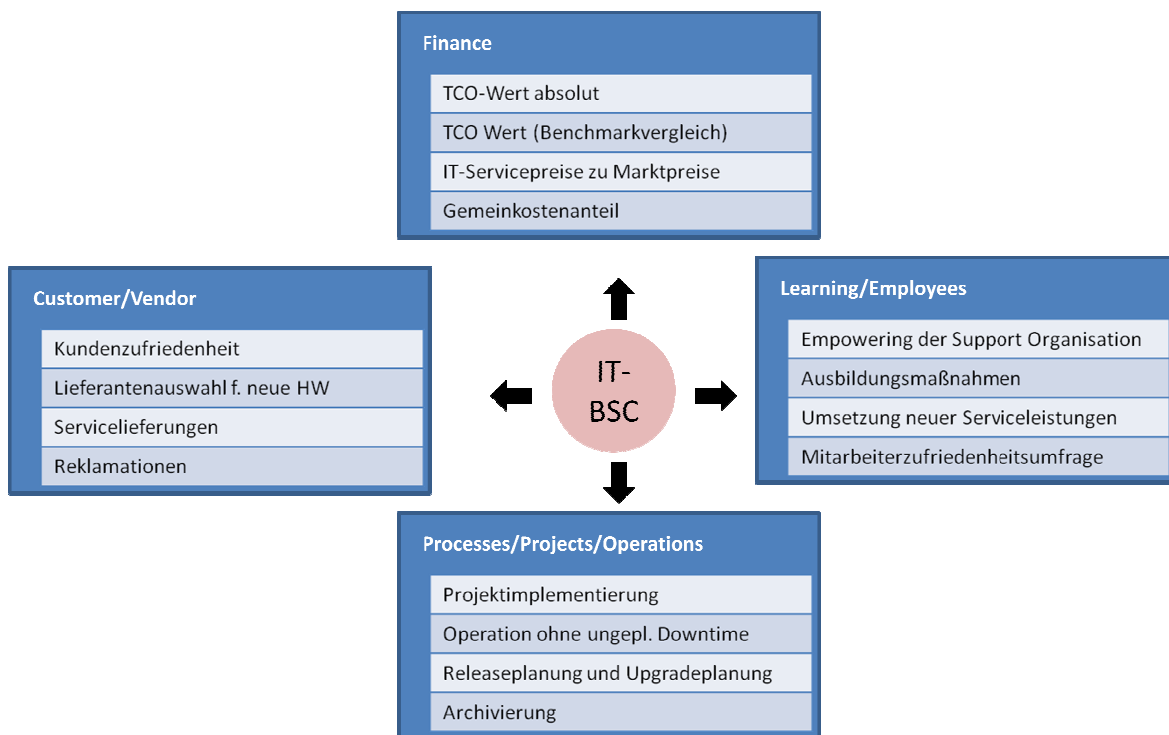 Finance
TCO-Wert absolut
TCO Wert (Benchmarkvergleich)
IT-Servicepreise zu Marktpreise
Gemeinkostenanteil
Customer/Vendor
Kundenzufriedenheit
Lieferantenauswahl f. neue HW
Servicelieferungen
Reklamationen
IT-
BSC
Learning/Employees
Empowering der Support Organisation
Ausbildungsmaßnahmen
Umsetzung neuer Serviceleistungen
Mitarbeiterzufriedenheitsumfrage
Processes/Projects/Operations
Projektimplementierung
Operation ohne ungepl. Downtime
Releaseplanung und Upgradeplanung
Archivierung